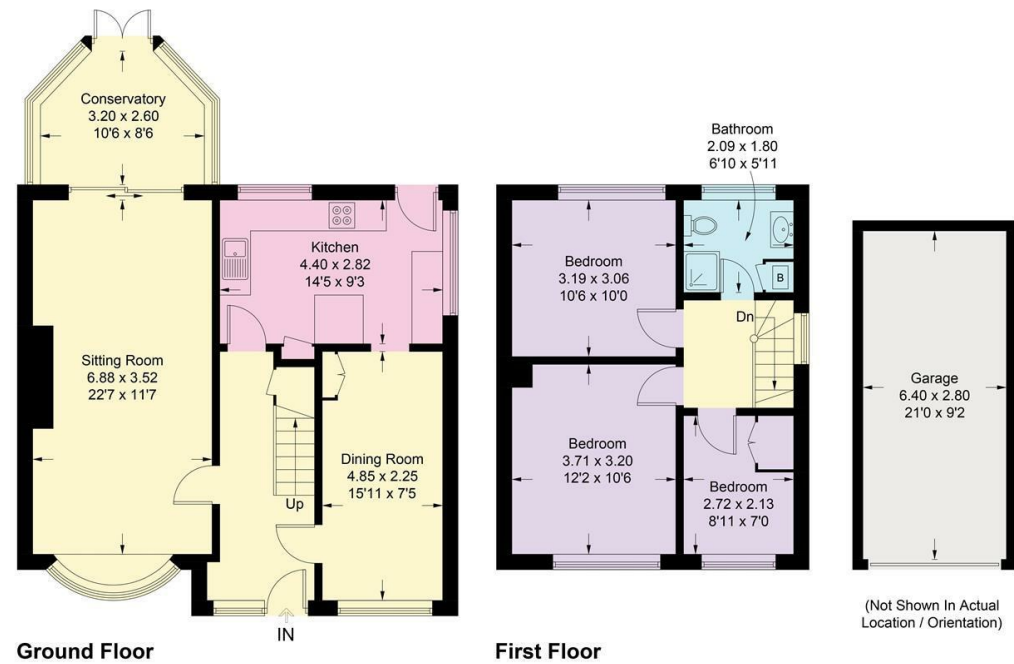 Conservatory
3.20 x 2.60
10'6 x 8'6
Kitchen
4.40 x 2.82
14'5 x 9'3
Sitting Room
6.88 x 3.52
22'7 x 11'7
Dining Room
4.85 x 2.25
15'11 x 7'5
Up
IN
Ground Floor
Bathroom
2.09 x 1.80
6'10 x 5'11
B
Bedroom
3.19 x 3.06
10'6 x 10'0
Dn
Bedroom
3.71 x 3.20
12'2 x 10'6
Bedroom
2.72 x 2.13
8'11 x 7'0
First Floor
Garage
6.40 x 2.80
21'0 x 9'2
(Not Shown In Actual
Location / Orientation)